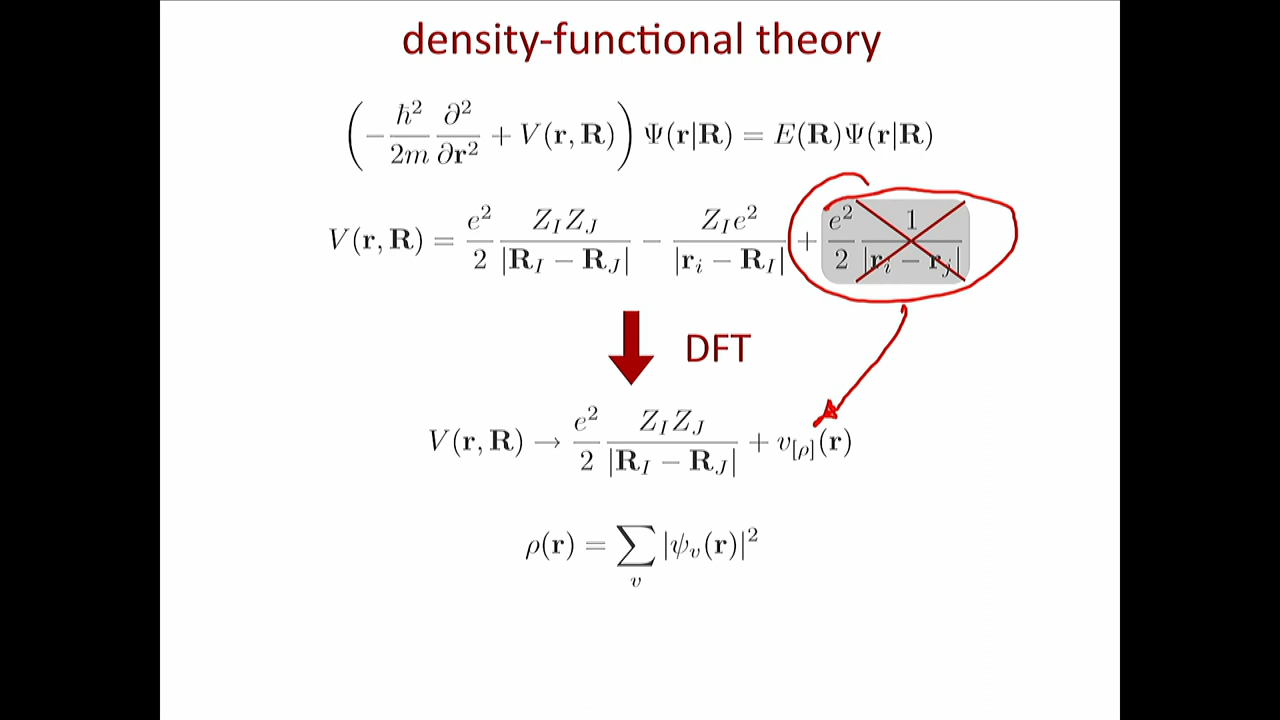 density-functional theory
\left(-\frac{\hbar^2}{2m}\frac{\partial^2}{\partial \mathbf{r}^2} + V(\mathbf{r},\mathbf{R})\right)\Psi(\mathbf{r}|\mathbf{R}) = E(\mathbf{R})\Psi(\mathbf{r}|\mathbf{R})
V(\mathbf{r},\mathbf{R}) = \frac{e^2}{2}\frac{Z_I Z_J}{|\mathbf{R}_I - \mathbf{R}_J|} - \frac{Z_I e^2}{|\mathbf{r}_i - \mathbf{R}_I|} + \frac{e^2}{2}\frac{1}{|\mathbf{r}_i - \mathbf{r}_j|}
DFT
V(\mathbf{r},\mathbf{R}) \rightarrow \frac{e^2}{2}\frac{Z_I Z_J}{|\mathbf{R}_I - \mathbf{R}_J|} + v_{[\rho]}(\mathbf{r})
\rho(\mathbf{r}) = \sum_v |\psi_v(\mathbf{r})|^2